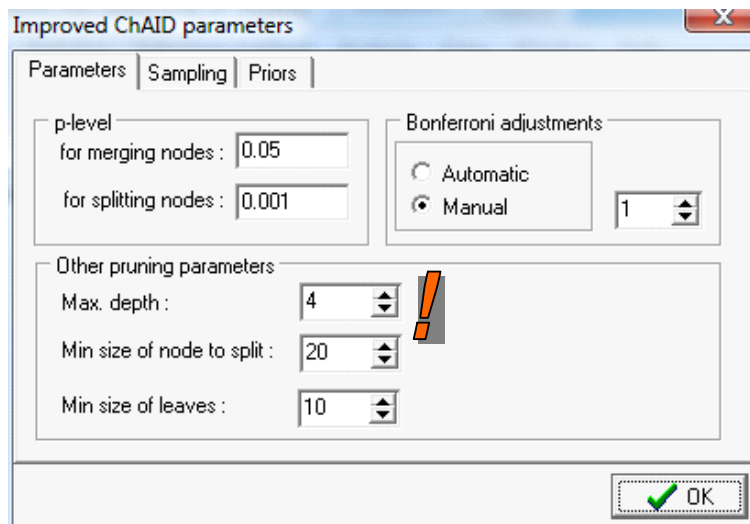 Improved ChAID parameters
Parameters Sampling Priors
p-level
for merging nodes : 0.05
for splitting nodes : 0.001
Bonferroni adjustments
Automatic
Manual 1
Other pruning parameters
Max. depth : 4 !
Min size of node to split : 20
Min size of leaves : 10
OK